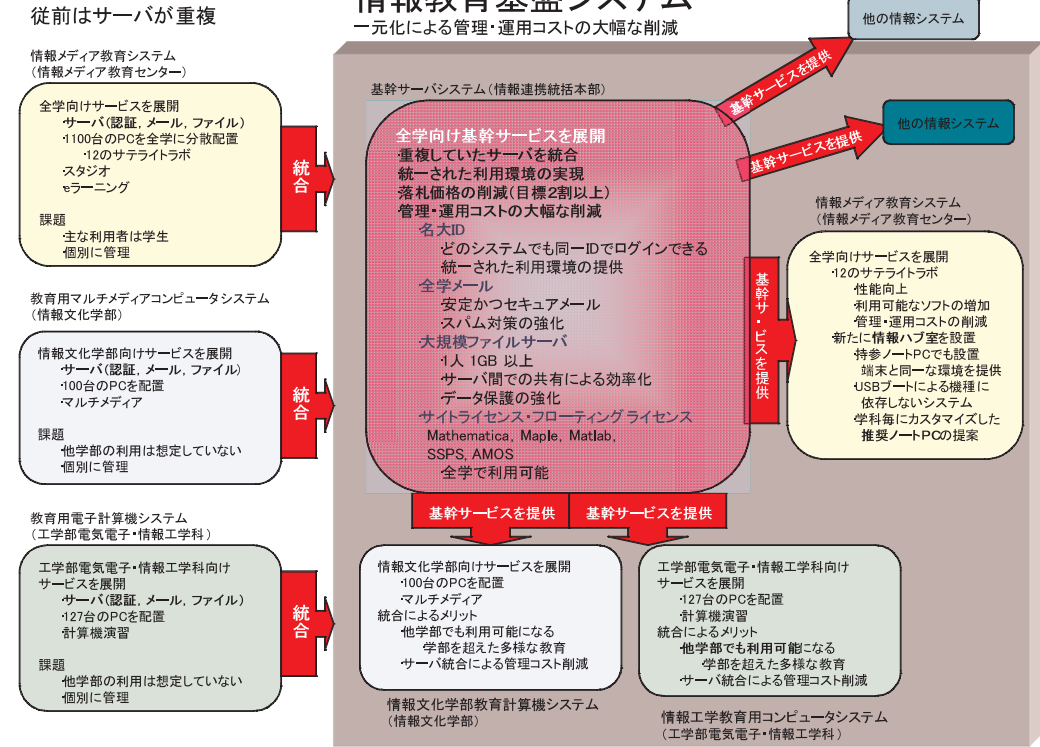 従前はサーバが重複
情報メディア教育システム
(情報メディア教育センター)
全学向けサービスを展開
・サーバ(認証, メール, ファイル)
・1100台のPCを全学に分散配置
・12のサテライトラボ
・スタジオ
・eラーニング
課題
・主な利用者は学生
・個別に管理
統合
教育用マルチメディアコンピュータシステム
(情報文化学部)
情報文化学部向けサービスを展開
・サーバ(認証, メール, ファイル)
・100台のPCを配置
・マルチメディア
課題
・他学部の利用は想定していない
・個別に管理
統合
教育用電子計算機システム
(工学部電気電子・情報工学科)
工学部電気電子・情報工学科向け
サービスを展開
・サーバ(認証, メール, ファイル)
・127台のPCを配置
・計算機演習
課題
・他学部の利用は想定していない
・個別に管理
統合
情報教育基盤システム
一元化による管理・運用コストの大幅な削減
基幹サーバシステム(情報連携統括本部)
全学向け基幹サービスを展開
・重複していたサーバを統合
・統一された利用環境の実現
・落札価格の削減(目標2割以上)
・管理・運用コストの大幅な削減
・名大ID
・どのシステムでも同一IDでログインできる
・統一された利用環境の提供
・全学メール
・安定かつセキュアメール
・スパム対策の強化
・大規模ファイルサーバ
・1人 1GB 以上
・サーバ間での共有による効率化
・データ保護の強化
・サイトライセンス・フローティングライセンス
Mathematica, Maple, Matlab,
SSPS, AMOS
・全学で利用可能
基幹サービスを提供
他の情報システム
基幹サービスを提供
他の情報システム
基幹サービスを提供
情報メディア教育システム
(情報メディア教育センター)
全学向けサービスを展開
・12のサテライトラボ
・性能向上
・利用可能なソフトの増加
・管理・運用コストの削減
・新たに情報ハブ室を設置
・持参ノートPCでも設置
端末と同一な環境を提供
・USBブートによる機種に
依存しないシステム
・学科毎にカスタマイズした
推奨ノートPCの提案
基幹サービスを提供
基幹サービスを提供
情報文化学部向けサービスを展開
・100台のPCを配置
・マルチメディア
統合によるメリット
・他学部でも利用可能になる
・学部を超えた多様な教育
・サーバ統合による管理コスト削減
情報文化学部教育計算機システム
(情報文化学部)
工学部電気電子・情報工学科向け
サービスを展開
・127台のPCを配置
・計算機演習
統合によるメリット
・他学部でも利用可能になる
・学部を超えた多様な教育
・サーバ統合による管理コスト削減
情報工学教育用コンピュータシステム
(工学部電気電子・情報工学科)